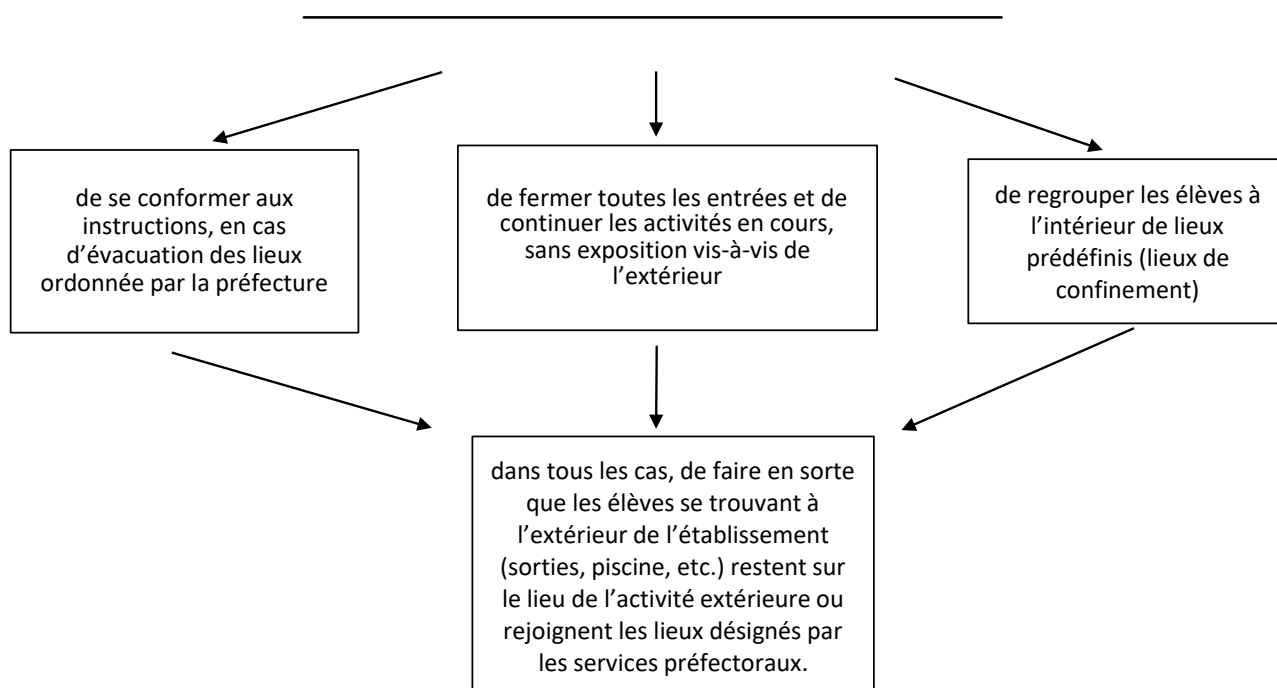 de se conformer aux
instructions, en cas
d’évacuation des lieux
ordonnée par la préfecture
de fermer toutes les entrées et de
continuer les activités en cours,
sans exposition vis-à-vis de
l’extérieur
de regrouper les élèves à
l’intérieur de lieux
prédéfinis (lieux de
confinement)
dans tous les cas, de faire en sorte
que les élèves se trouvant à
l’extérieur de l’établissement
(sorties, piscine, etc.) restent sur
le lieu de l’activité extérieure ou
rejoignent les lieux désignés par
les services préfectoraux.